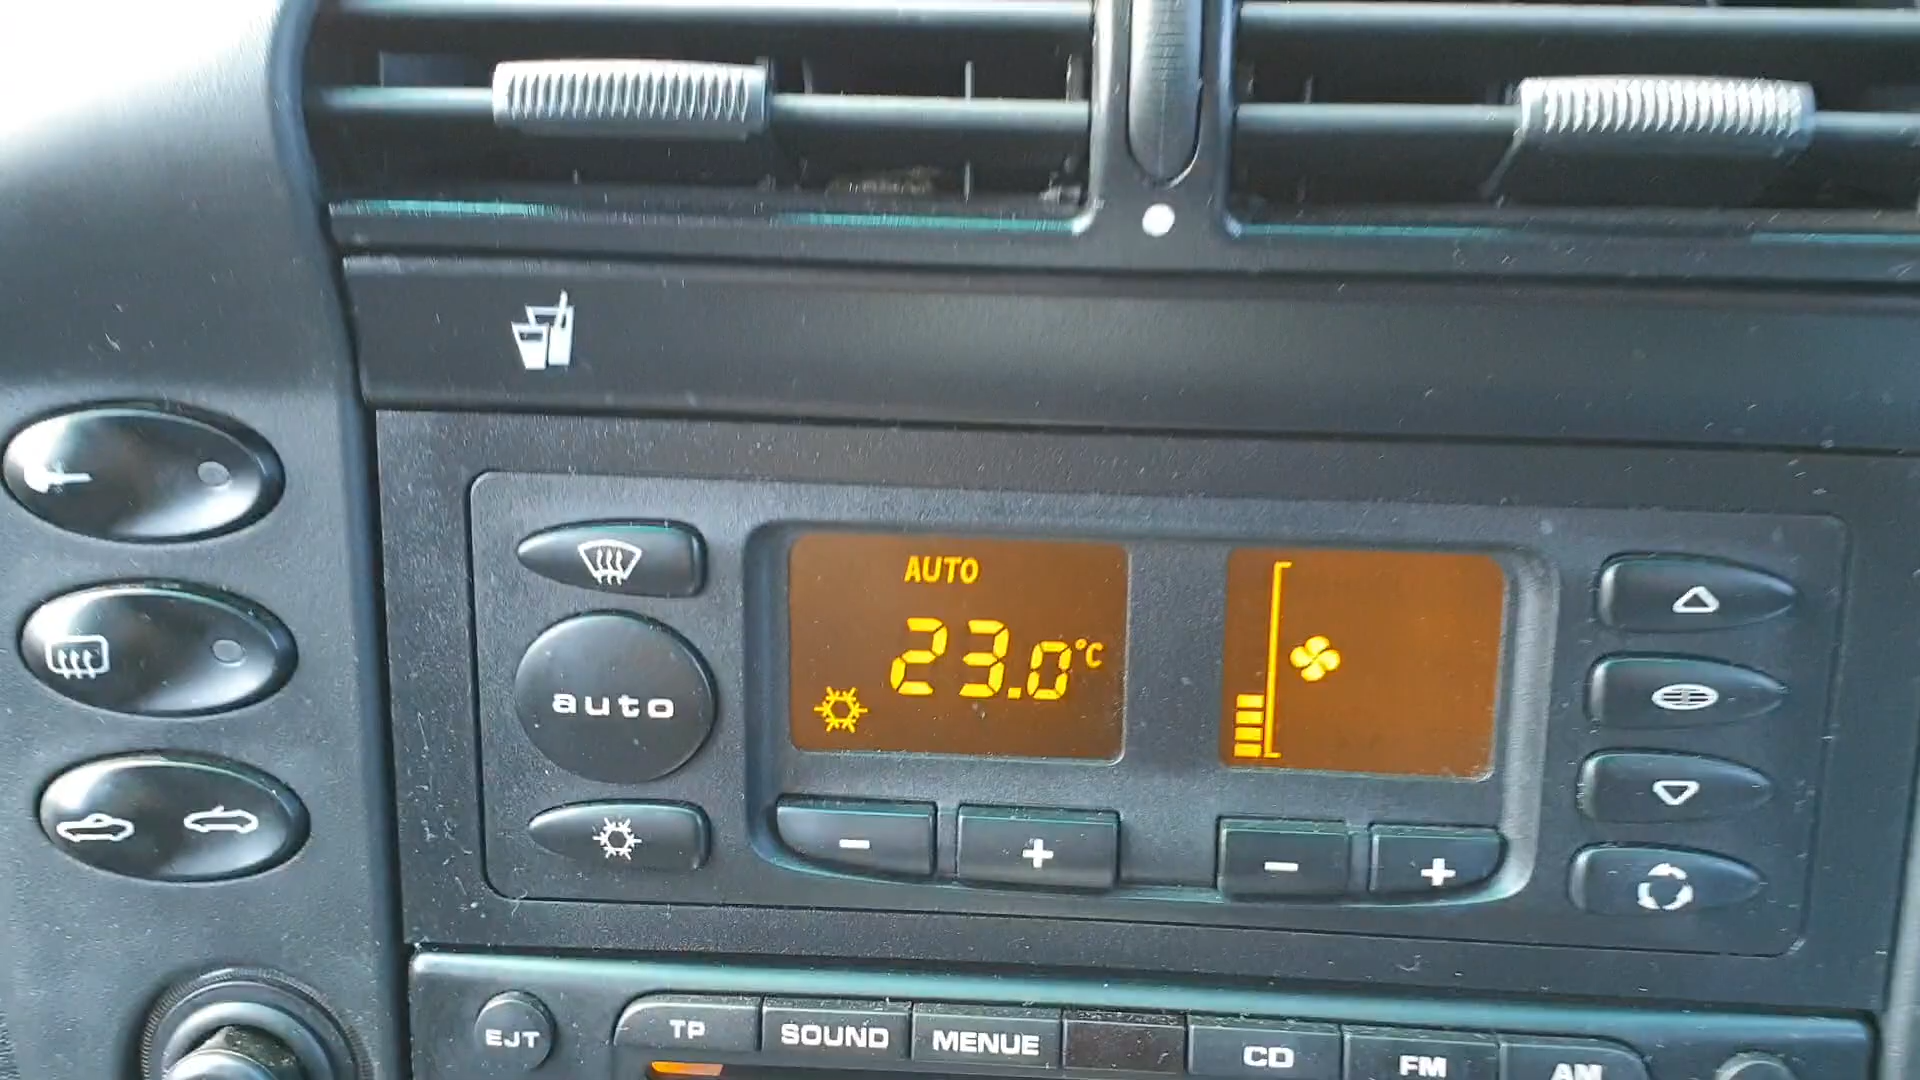 AUTO
23.0°C
auto
- + - +
EJT TP SOUND MENUE CD FM AM